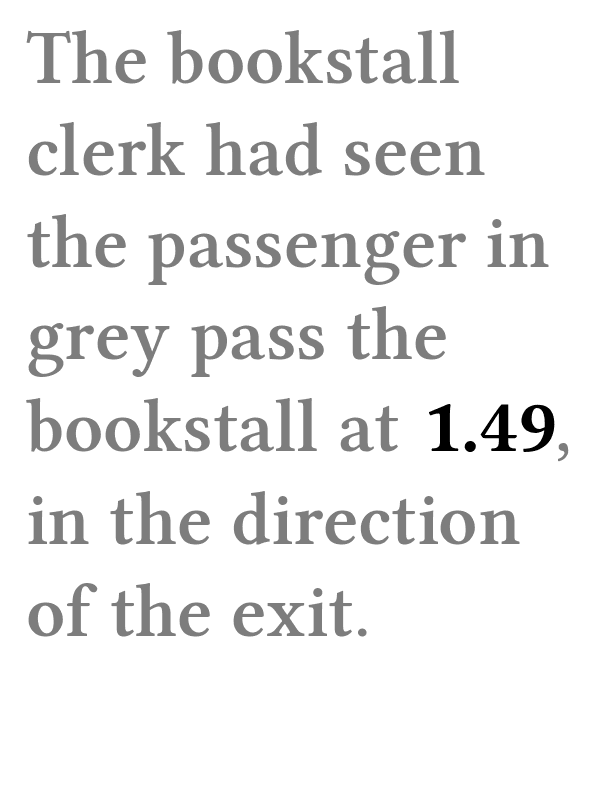 The bookstall
clerk had seen
the passenger in
grey pass the
bookstall at 1.49,
in the direction
of the exit.